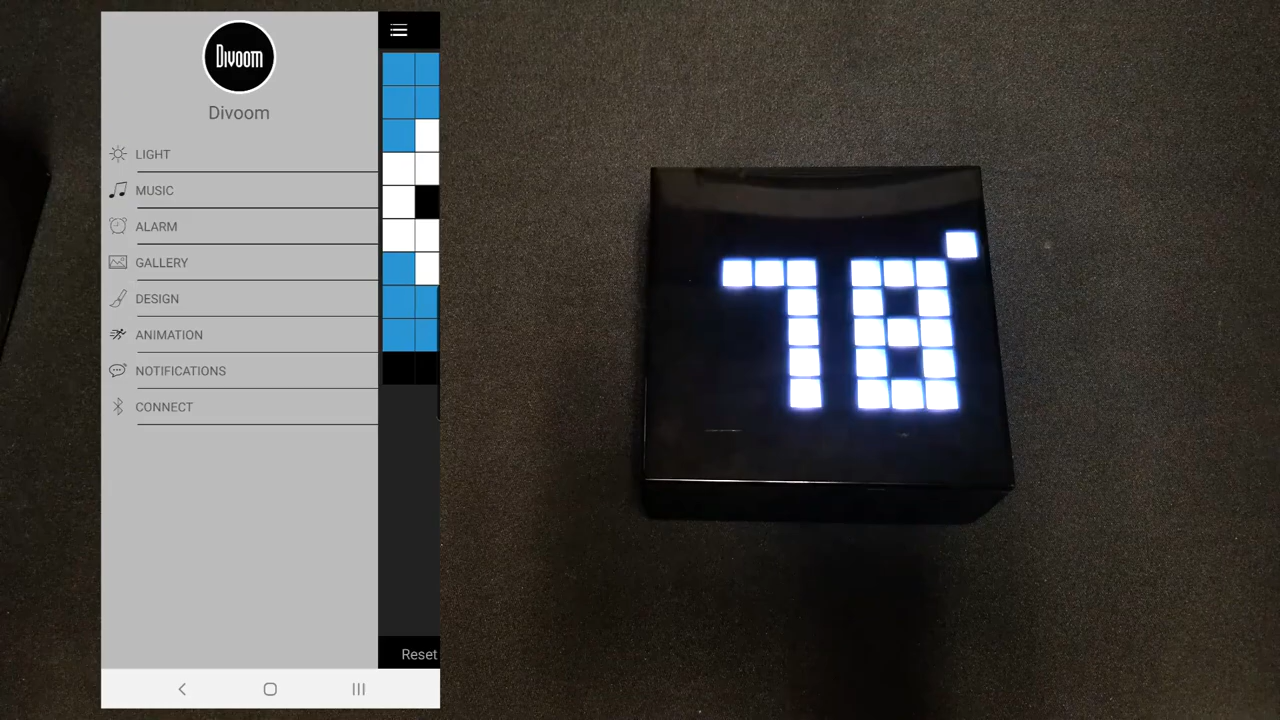 Divoom
Divoom
LIGHT
MUSIC
ALARM
GALLERY
DESIGN
ANIMATION
NOTIFICATIONS
CONNECT
Reset
78°